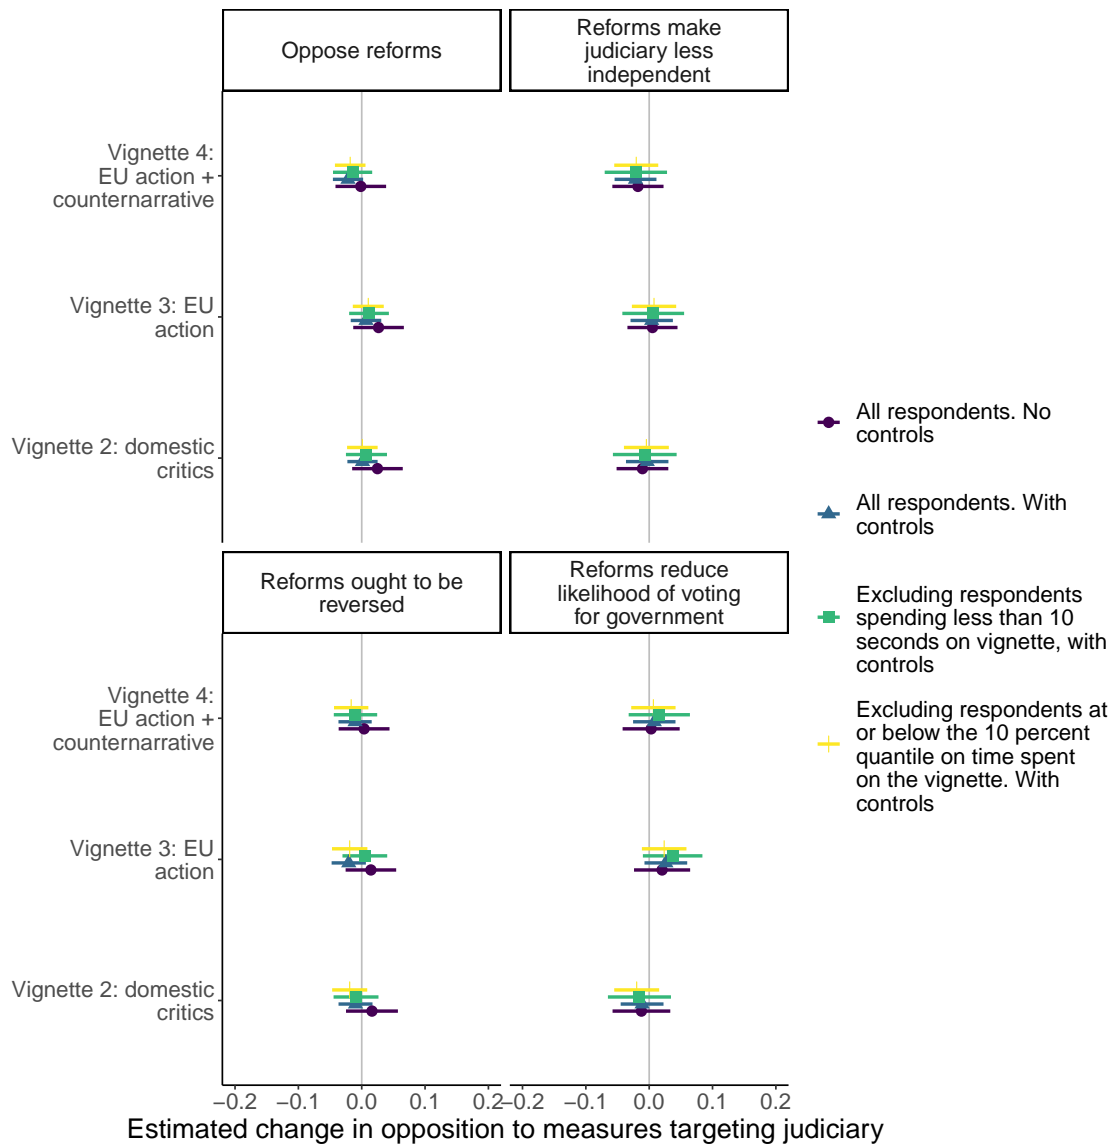 Oppose reforms
Reforms make
judiciary less
independent
Vignette 4:
EU action +
counternarrative
Vignette 3: EU
action
Vignette 2: domestic
critics
Reforms ought to be
reversed
Reforms reduce
likelihood of voting
for government
Vignette 4:
EU action +
counternarrative
Vignette 3: EU
action
Vignette 2: domestic
critics
−0.2 −0.1 0.0 0.1 0.2 −0.2 −0.1 0.0 0.1 0.2
Estimated change in opposition to measures targeting judiciary
All respondents. No
controls
All respondents. With
controls
Excluding respondents
spending less than 10
seconds on vignette, with
controls
Excluding respondents at
or below the 10 percent
quantile on time spent
on the vignette. With
controls